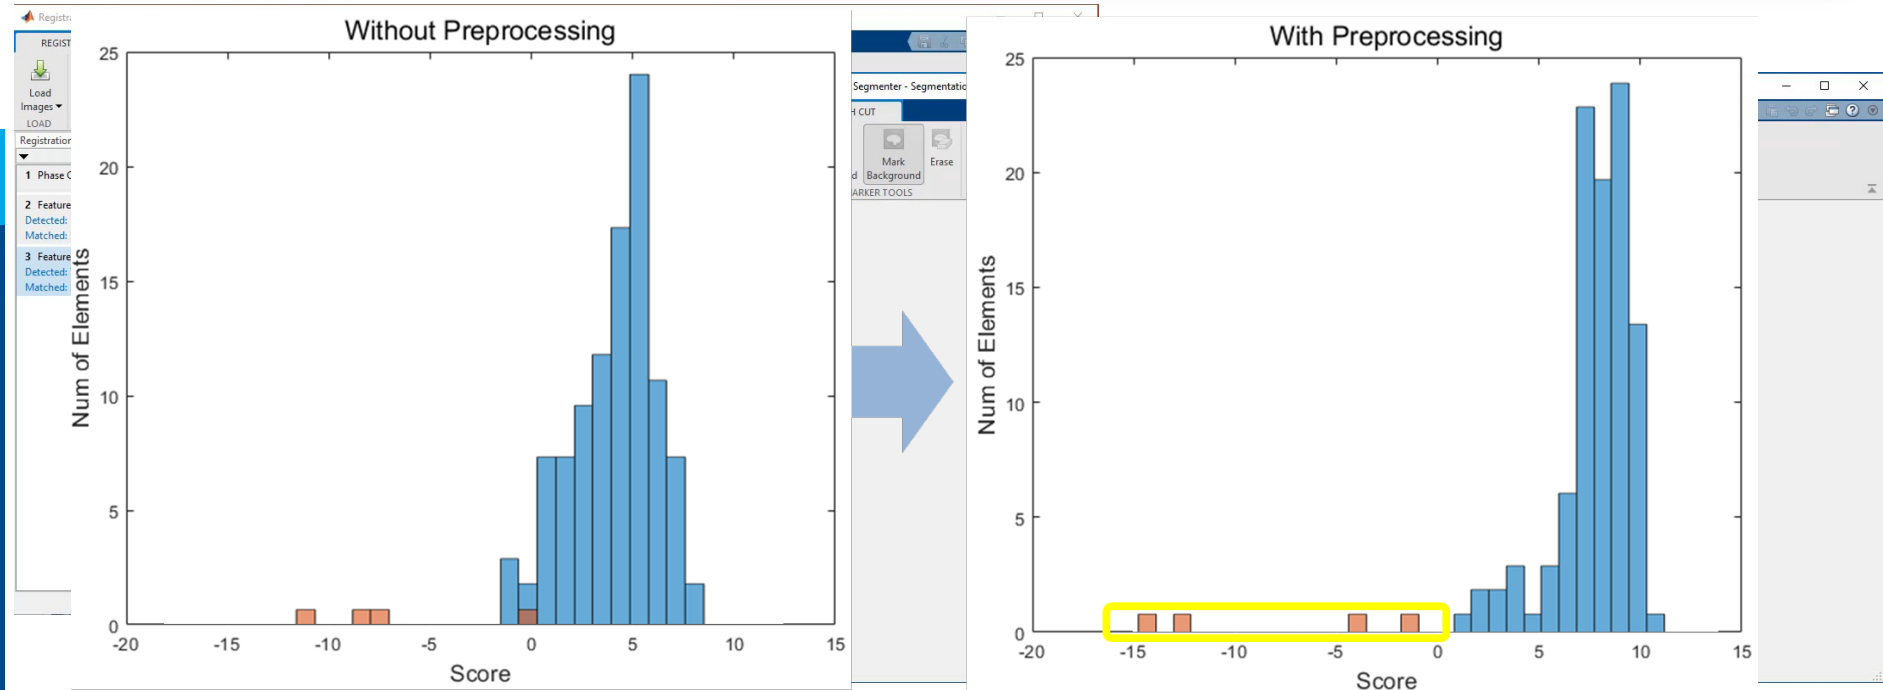 Registra
REGIST
Load
Images
LOAD
Registration
1 Phase C
2 Feature
Detected:
Matched:
3 Feature
Detected:
Matched:
Without Preprocessing
25
20
15
10
5
0
-20 -15 -10 -5 0 5 10 15
Num of Elements
Score
Segmenter - Segmentatio
H CUT
d
Mark
Background
Erase
ARKER TOOLS
With Preprocessing
25
20
15
10
5
0
-20 -15 -10 -5 0 5 10 15
Num of Elements
Score